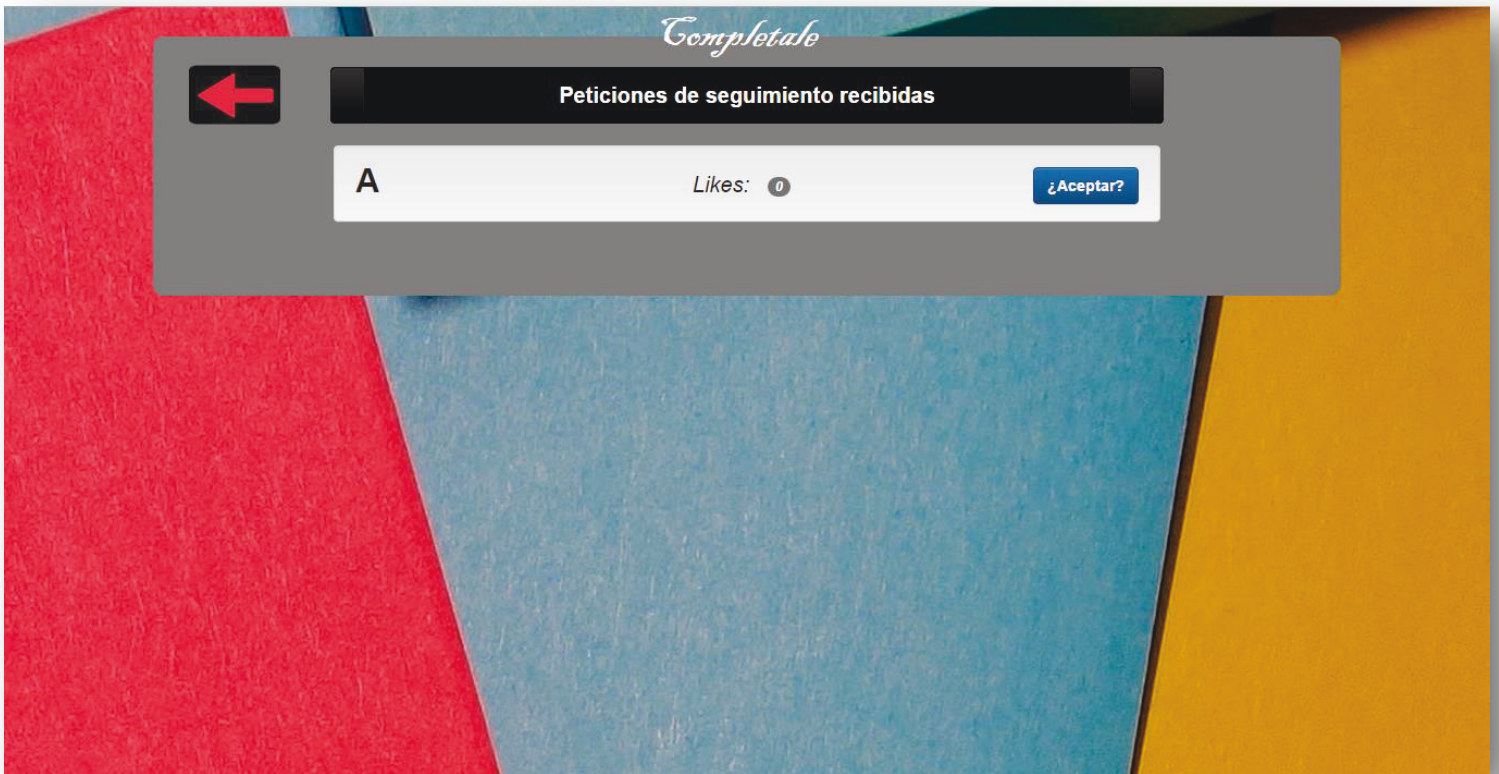 Completale
Peticiones de seguimiento recibidas
A
Likes: 0
¿Aceptar?